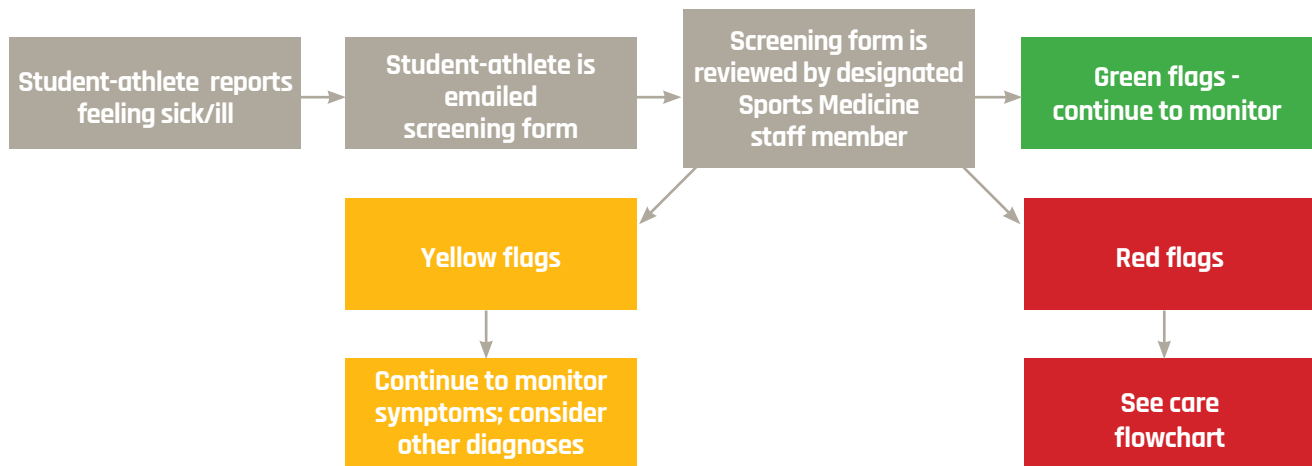 Student-athlete reports
feeling sick/ill
Student-athlete is
emailed
screening form
Screening form is
reviewed by designated
Sports Medicine
staff member
Green flags -
continue to monitor
Yellow flags
Red flags
Continue to monitor
symptoms; consider
other diagnoses
See care
flowchart